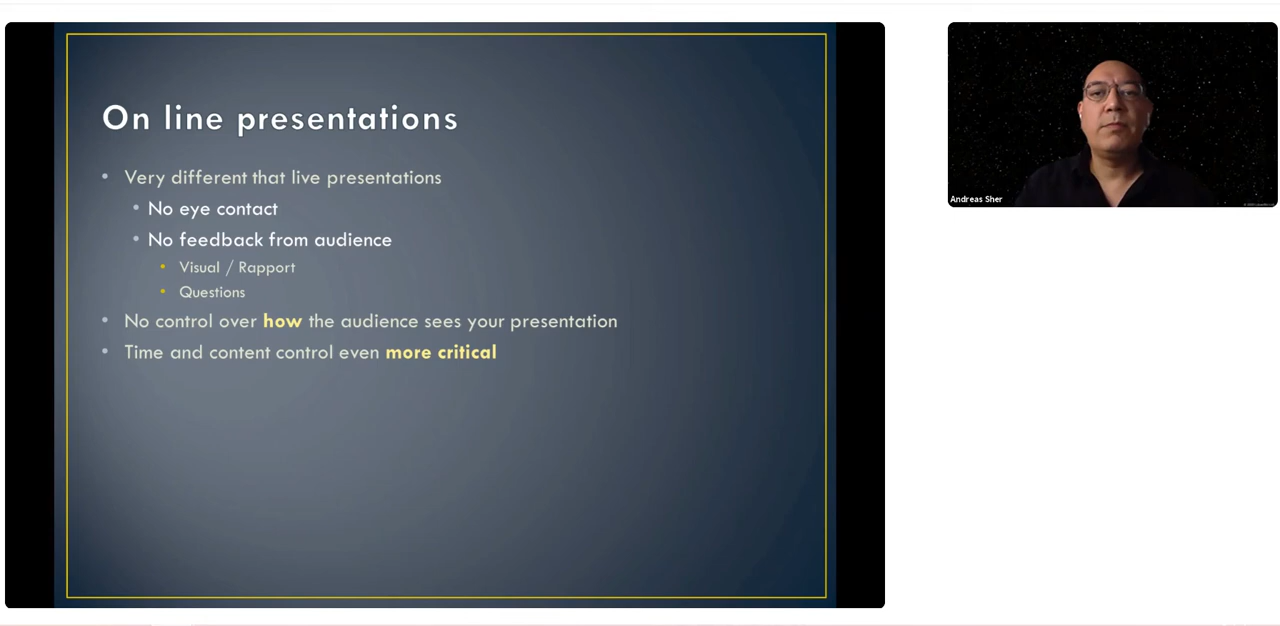 On line presentations
Very different that live presentations
No eye contact
No feedback from audience
Visual / Rapport
Questions
No control over how the audience sees your presentation
Time and content control even more critical
Andreas Sher